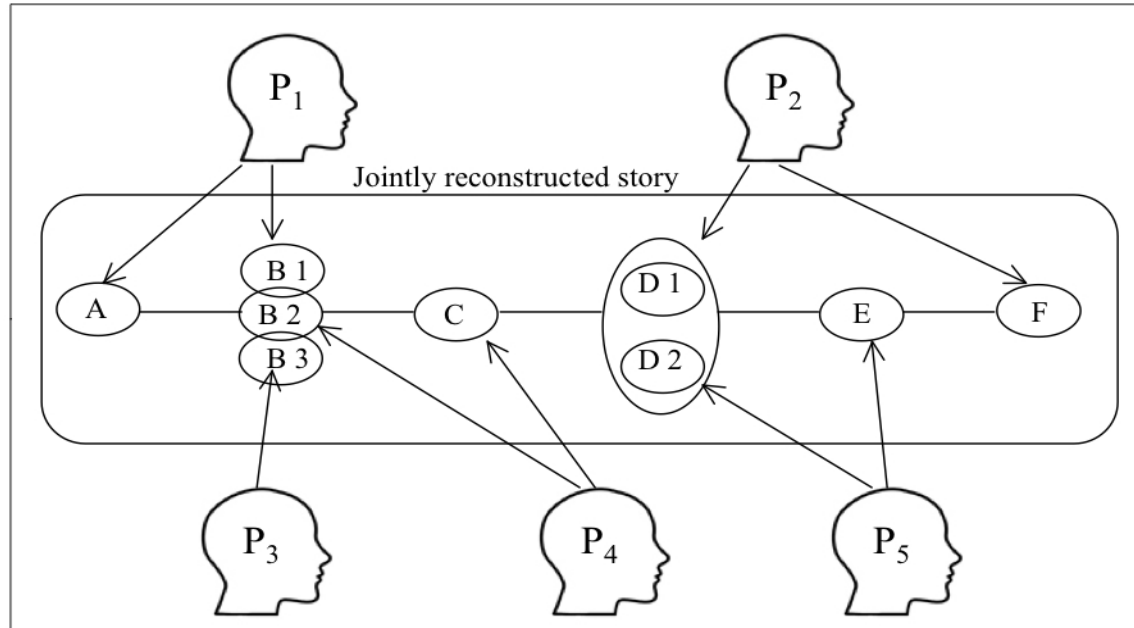 P₁
P₂
Jointly reconstructed story
A
B 1
B 2
B 3
C
D 1
D 2
E
F
P₃
P₄
P₅